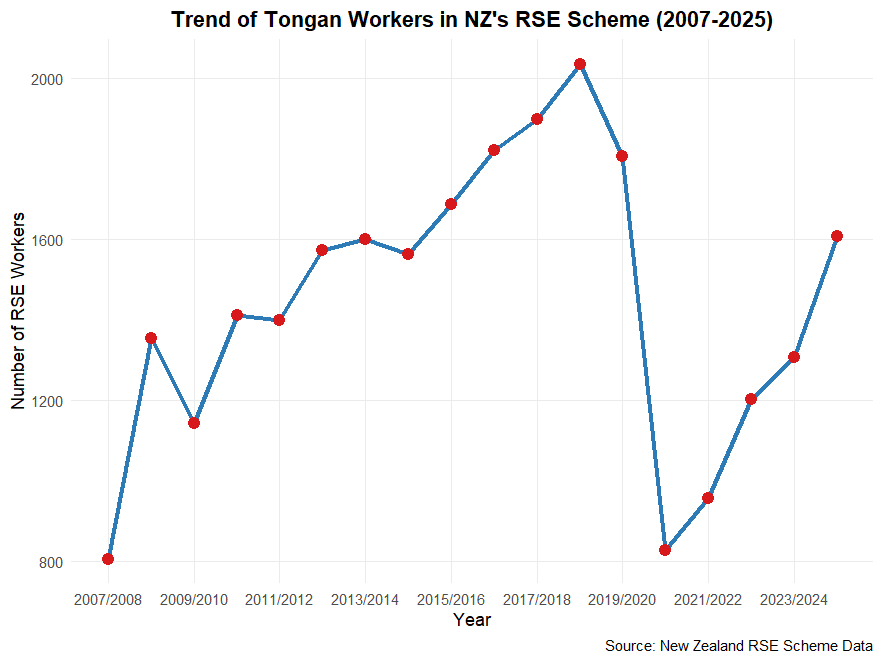 Trend of Tongan Workers in NZ's RSE Scheme (2007-2025)
Number of RSE Workers
2000
1600
1200
800
2007/2008 2009/2010 2011/2012 2013/2014 2015/2016 2017/2018 2019/2020 2021/2022 2023/2024
Year
Source: New Zealand RSE Scheme Data